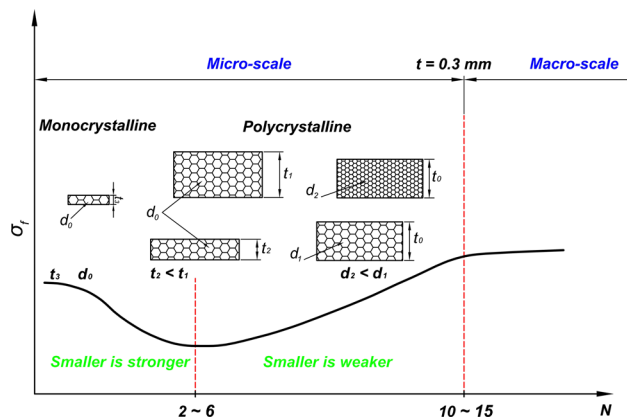 Micro-scale
t = 0.3 mm
Macro-scale
Monocrystalline
Polycrystalline
t₁
d₂
t₀
d₀
d₀
t₂
d₁
t₀
σf
t₃ d₀
t₂ < t₁
d₂ < d₁
Smaller is stronger
Smaller is weaker
2 ~ 6
10 ~ 15
N